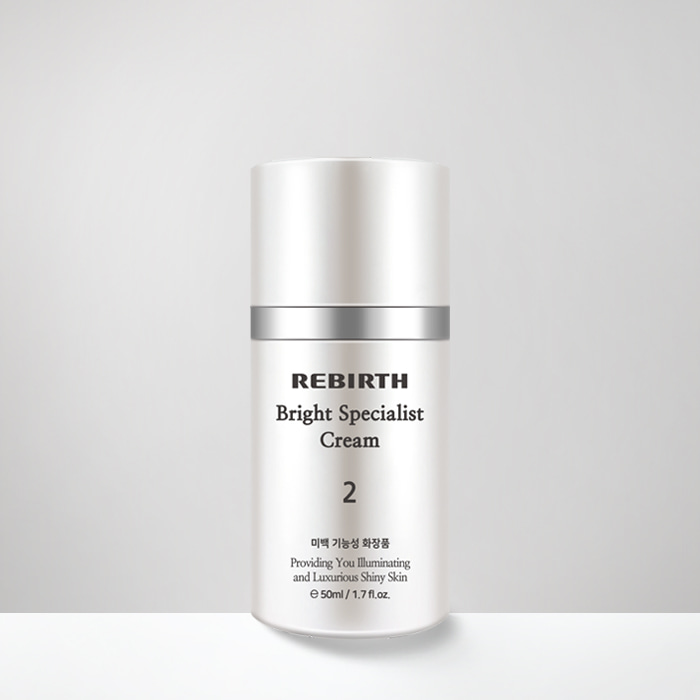 REBIRTH
Bright Specialist
Cream
2
미백 기능성 화장품
Providing You Illuminating
and Luxurious Shiny Skin
℮ 50ml / 1.7 fl.oz.